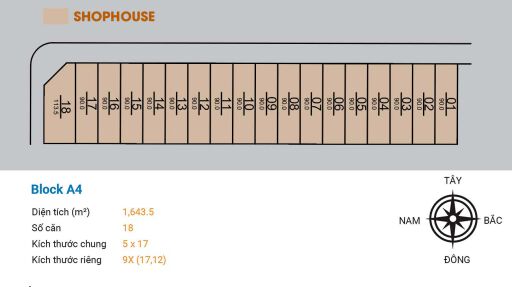 SHOPHOUSE
18 17 16 15 14 13 12 11 10 09 08 07 06 05 04 03 02 01
113.5 90.0 90.0 90.0 90.0 90.0 90.0 90.0 90.0 90.0 90.0 90.0 90.0 90.0 90.0 90.0 90.0 90.0
Block A4
Diện tích (m²) 1,643.5
Số căn 18
Kích thước chung 5 x 17
Kích thước riêng 9X (17,12)
TÂY
NAM BẮC
ĐÔNG